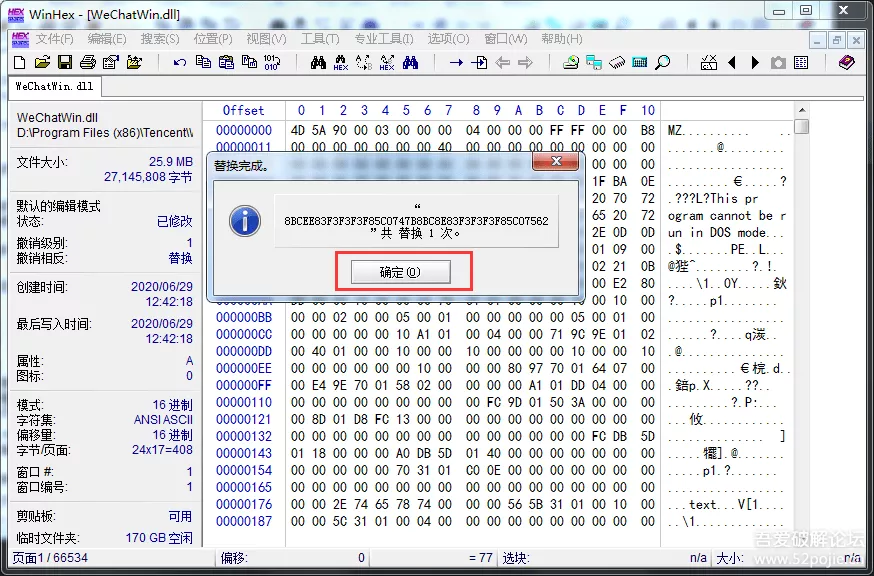 WinHex - [WeChatWin.dll]
文件(F) 编辑(E) 搜索(S) 位置(P) 视图(V) 工具(T) 专业工具(I) 选项(O) 窗口(W) 帮助(H)
WeChatWin.dll
WeChatWin.dll
D:\Program Files (x86)\Tencent\W
文件大小: 25.9 MB
27,145,808 字节
默认的编辑模式
状态: 已修改
撤销级别: 1
撤销相反: 替换
创建时间: 2020/06/29
12:42:18
最后写入时间: 2020/06/29
12:42:18
属性: A
图标: 0
模式: 16 进制
字符集: ANSI ASCII
偏移量: 16 进制
字节/页面: 24x17=408
窗口 #: 1
窗口编号: 1
剪贴板: 可用
临时文件夹: 170 GB 空闲
Offset 0 1 2 3 4 5 6 7 8 9 A B C D E F 10
00000000 4D 5A 90 00 03 00 00 00 04 00 00 00 FF FF 00 00 B8 MZ
00000011 00 00 00 00 00 00 40 00 @
00 00 00
1F BA 0E € ?
20 70 72 .???L?This pr
65 20 72 ogram cannot be r
2E 0D 0D un in DOS mode...
01 09 00 .$ PE..L
02 21 0B
00 E2 80
00 10 00
替换完成。
“
8BCEE83F3F3F3F85C0747B8BC8E83F3F3F3F85C07562
”共 替换 1 次。
确定(O)
000000BB 00 00 02 00 00 05 00 01 00 00 00 00 00 05 00 01 00
000000CC 00 00 00 00 00 10 A1 01 00 04 00 00 71 9C 9E 01 02
000000DD 00 40 01 00 00 10 00 00 10 00 00 00 00 10 00 00 10
000000EE 00 00 00 00 00 00 10 00 00 00 80 97 70 01 64 07 00
000000FF 00 E4 9E 70 01 58 02 00 00 00 00 A1 01 DD 04 00 00
00000110 00 00 00 00 00 00 00 00 00 FC 9D 01 50 3A 00 00 00
00000121 00 8D 01 D8 FC 13 00 00 00 00 00 00 00 00 00 00 00
00000132 00 00 00 00 00 00 00 00 00 00 00 00 00 00 FC DB 5D
00000143 01 18 00 00 00 A0 DB 5D 01 40 00 00 00 00 00 00 00
00000154 00 00 00 00 00 70 31 01 C0 0E 00 00 00 00 00 00 00
00000165 00 00 00 00 00 00 00 00 00 00 00 00 00 00 00 00 00
00000176 00 00 2E 74 65 78 74 00 00 00 56 5B 31 01 00 10 00 ...text...V[1....
00000187 00 00 5C 31 01 00 04 00 00 00 00 00 00 00 00 00 00 ..\1
页面1 / 66534 偏移: 0 = 77 选块: n/a 大小: n/a
吾爱破解论坛
www.52pojie.cn